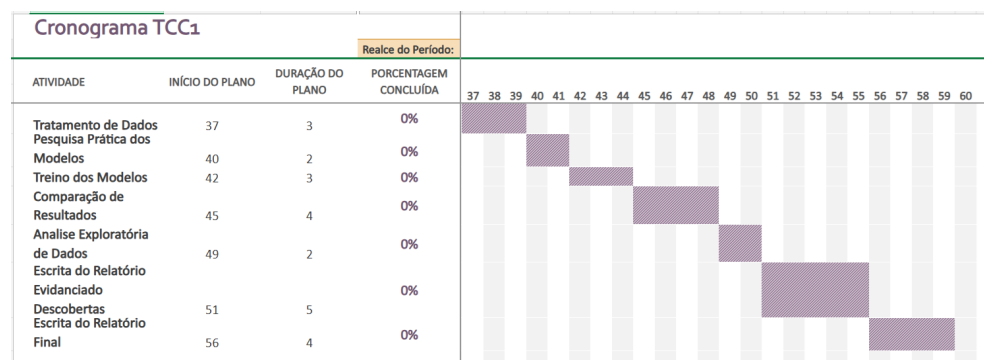 Cronograma TCC1
Realce do Período:
ATIVIDADE INÍCIO DO PLANO DURAÇÃO DO PLANO PORCENTAGEM CONCLUÍDA
37 38 39 40 41 42 43 44 45 46 47 48 49 50 51 52 53 54 55 56 57 58 59 60
Tratamento de Dados 37 3 0%
Pesquisa Prática dos
Modelos 40 2 0%
Treino dos Modelos 42 3 0%
Comparação de
Resultados 45 4 0%
Analise Exploratória
de Dados 49 2 0%
Escrita do Relatório
Evidanciado
Descobertas 51 5 0%
Escrita do Relatório
Final 56 4 0%